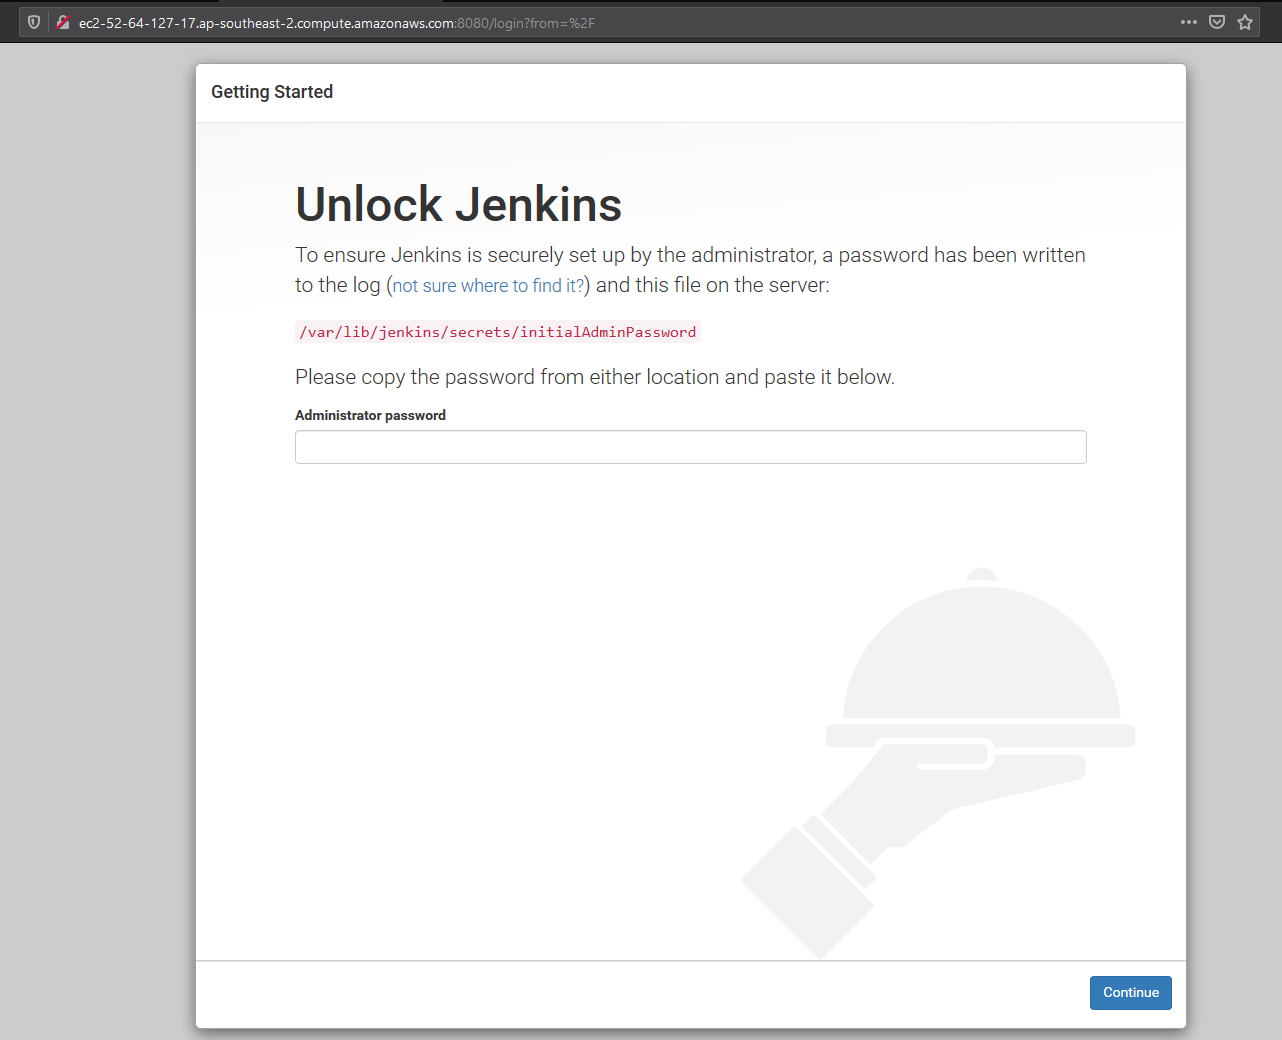 ec2-52-64-127-17.ap-southeast-2.compute.amazonaws.com:8080/login?from=%2F
Getting Started
Unlock Jenkins
To ensure Jenkins is securely set up by the administrator, a password has been written
to the log (not sure where to find it?) and this file on the server:
/var/lib/jenkins/secrets/initialAdminPassword
Please copy the password from either location and paste it below.
Administrator password
Continue